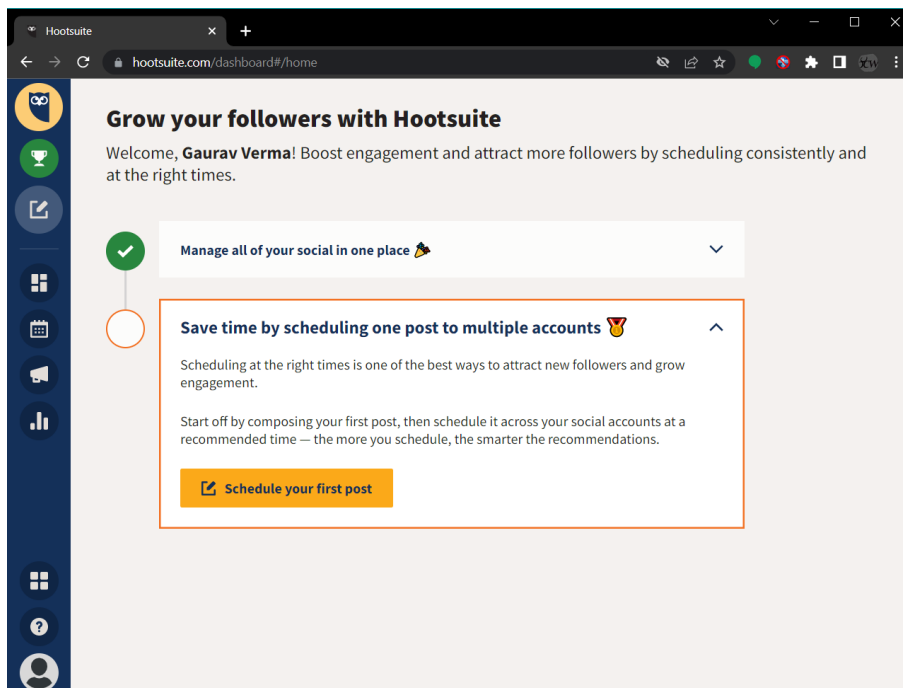 Hootsuite
hootsuite.com/dashboard#/home
Grow your followers with Hootsuite
Welcome, Gaurav Verma! Boost engagement and attract more followers by scheduling consistently and
at the right times.
Manage all of your social in one place
Save time by scheduling one post to multiple accounts
Scheduling at the right times is one of the best ways to attract new followers and grow
engagement.
Start off by composing your first post, then schedule it across your social accounts at a
recommended time — the more you schedule, the smarter the recommendations.
Schedule your first post